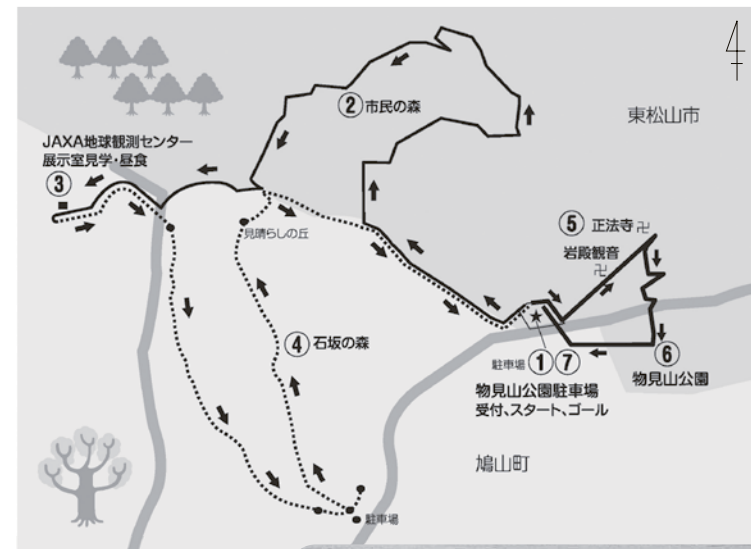 ② 市民の森
東松山市
JAXA地球観測センター
展示室見学・昼食
③
見晴らしの丘
⑤ 正法寺 卍
岩殿観音
卍
④ 石坂の森
駐車場 ① ⑦
物見山公園駐車場
受付、スタート、ゴール
⑥
物見山公園
鳩山町
駐車場